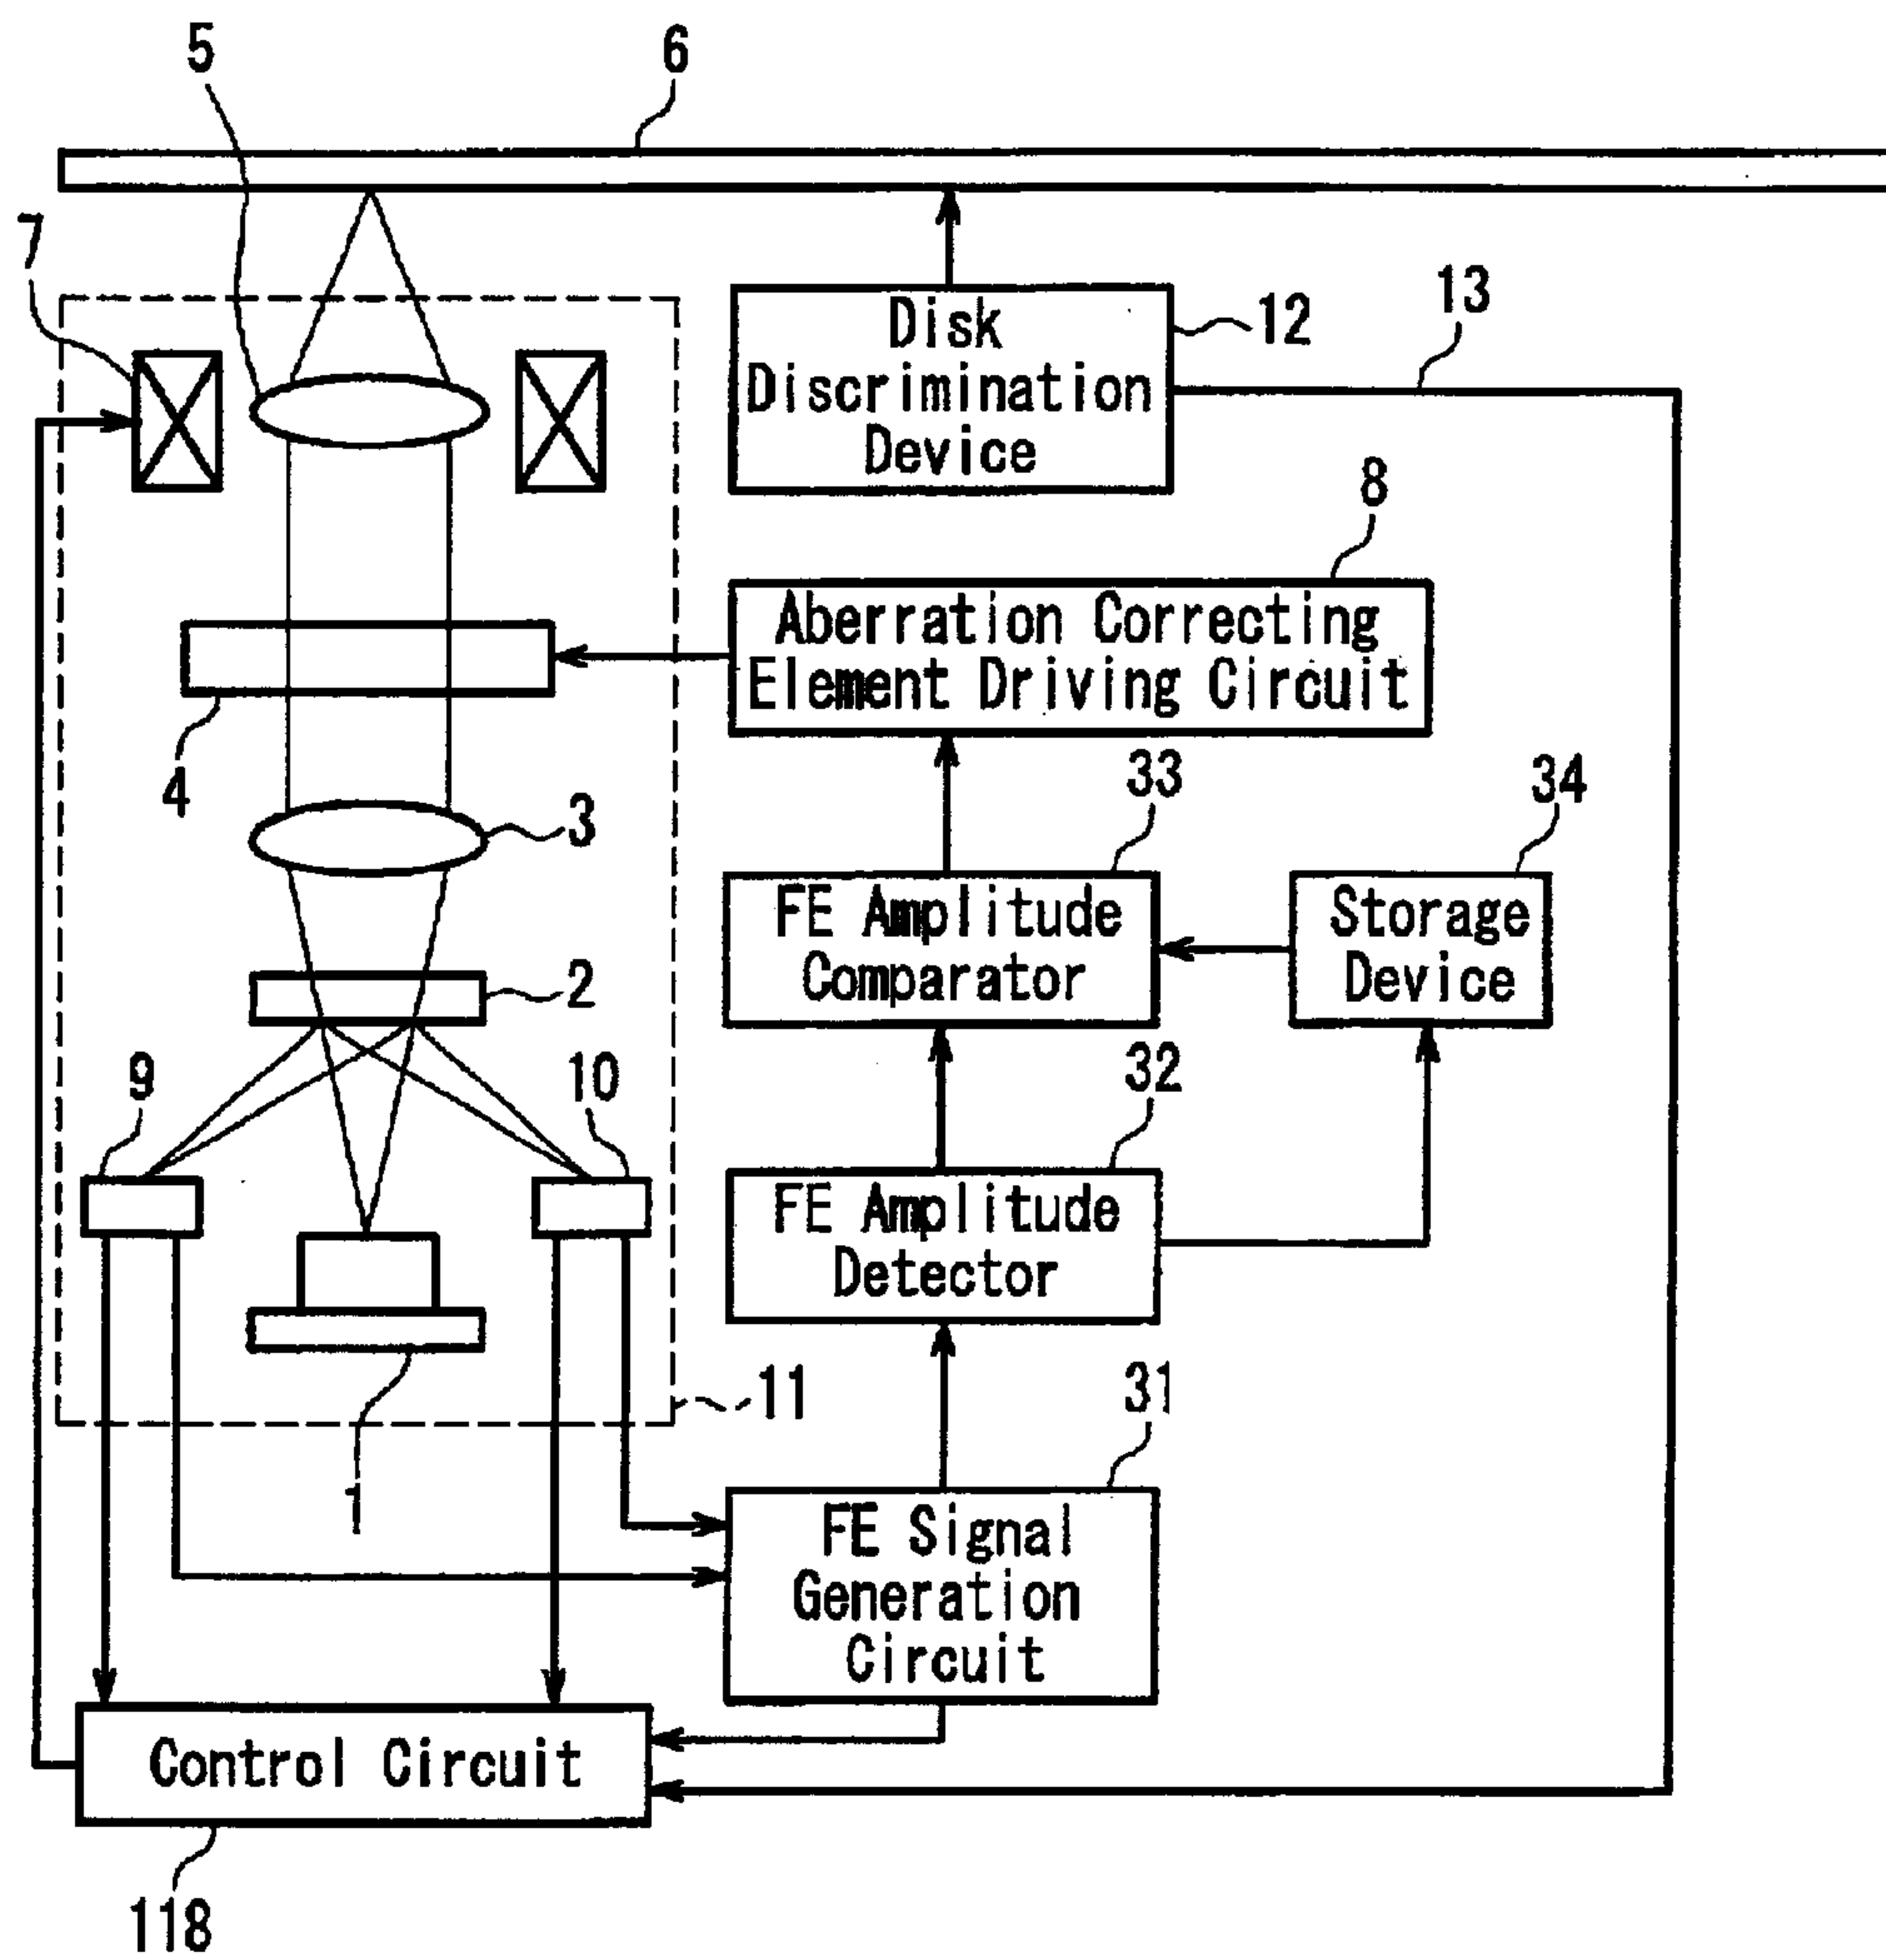 5
6
7
Disk
Discrimination
Device
12
13
8
Aberration Correcting
Element Driving Circuit
4
33
34
3
FE Amplitude
Comparator
Storage
Device
2
9
10
32
FE Amplitude
Detector
11
31
1
FE Signal
Generation
Circuit
Control Circuit
118